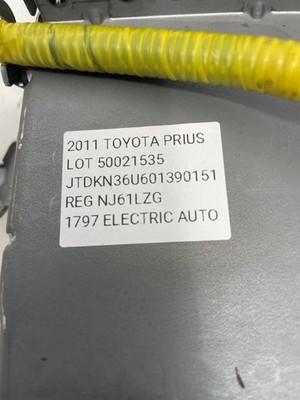 2011 TOYOTA PRIUS
LOT 50021535
JTDKN36U601390151
REG NJ61LZG
1797 ELECTRIC AUTO